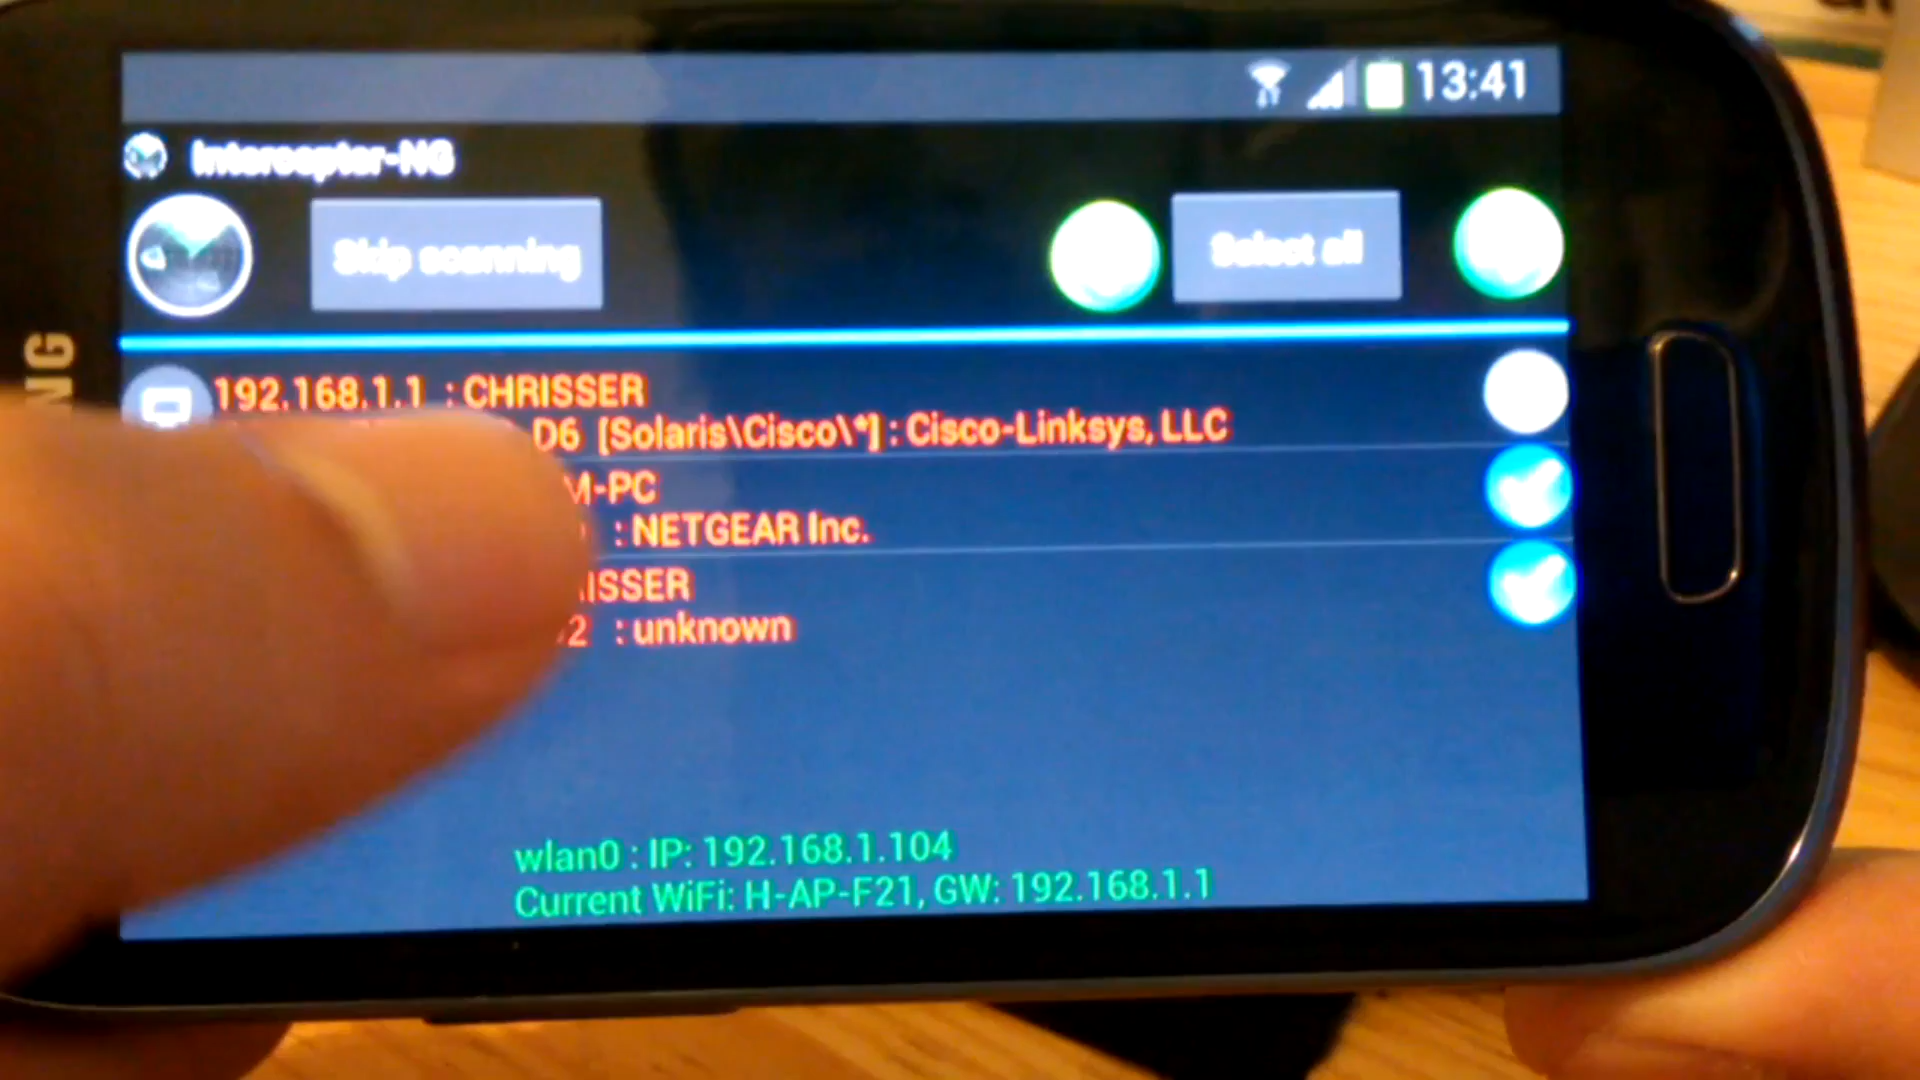 13:41
Intercepter-NG
Skip scanning
Select all
NG
192.168.1.1 : CHRISSER
D6 [Solaris\Cisco\*] : Cisco-Linksys, LLC
M-PC
: NETGEAR Inc.
ISSER
2 : unknown
wlan0 : IP: 192.168.1.104
Current WiFi: H-AP-F21, GW: 192.168.1.1